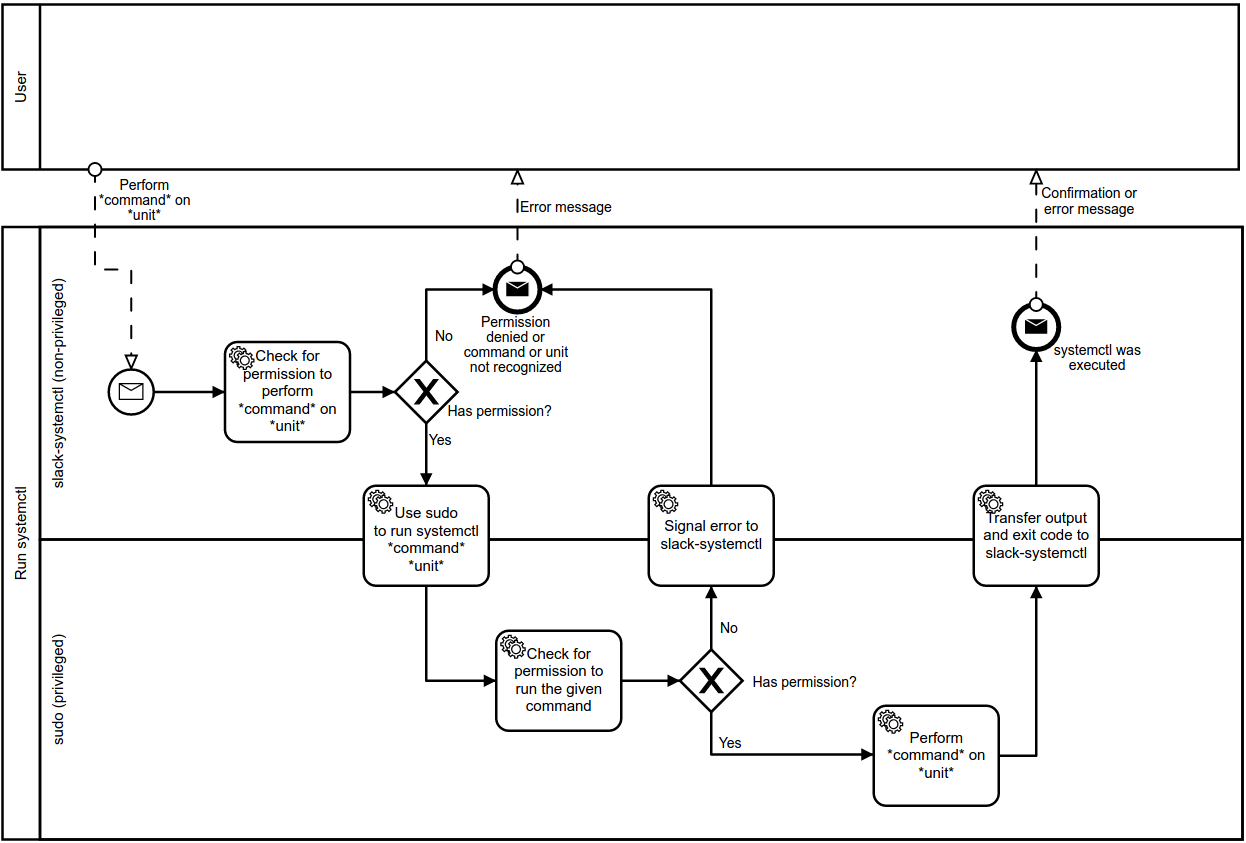 User
Perform
*command* on
*unit*
Error message
Confirmation or
error message
Run systemctl
slack-systemctl (non-privileged)
Check for
permission to
perform
*command* on
*unit*
No
Has permission?
Yes
Permission
denied or
command or unit
not recognized
systemctl was
executed
Use sudo
to run systemctl
*command*
*unit*
Signal error to
slack-systemctl
Transfer output
and exit code to
slack-systemctl
sudo (privileged)
Check for
permission to
run the given
command
No
Has permission?
Yes
Perform
*command* on
*unit*